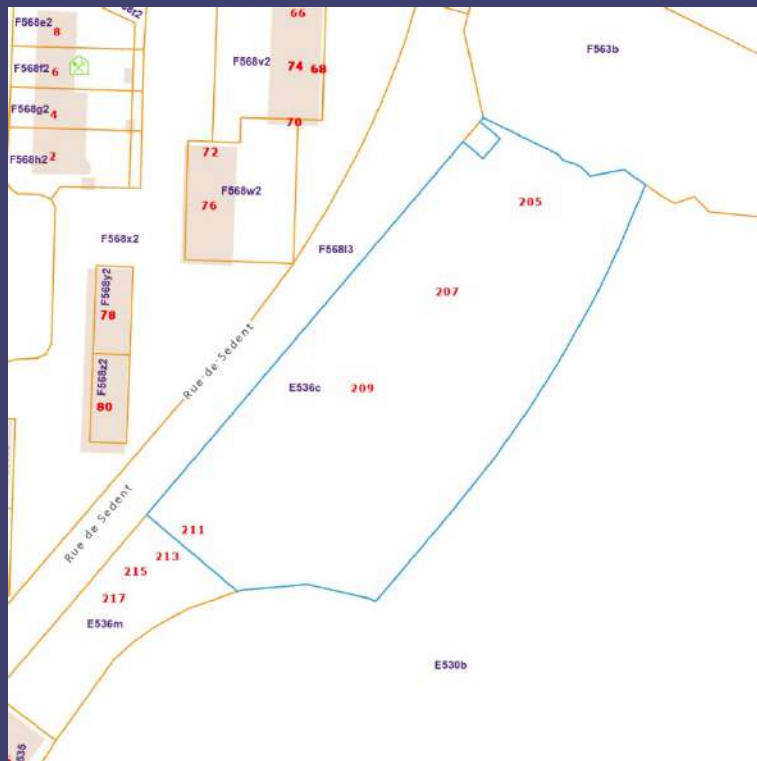 F568e2
8
F568f2
6
F568g2
4
F568h2
2
66
F568v2
74
68
70
72
F568w2
76
F563b
F568x2
F568l3
F568y2
78
F568z2
80
Rue de Sedent
205
207
E536c
209
Rue de Sedent
211
213
215
217
E536m
E530b